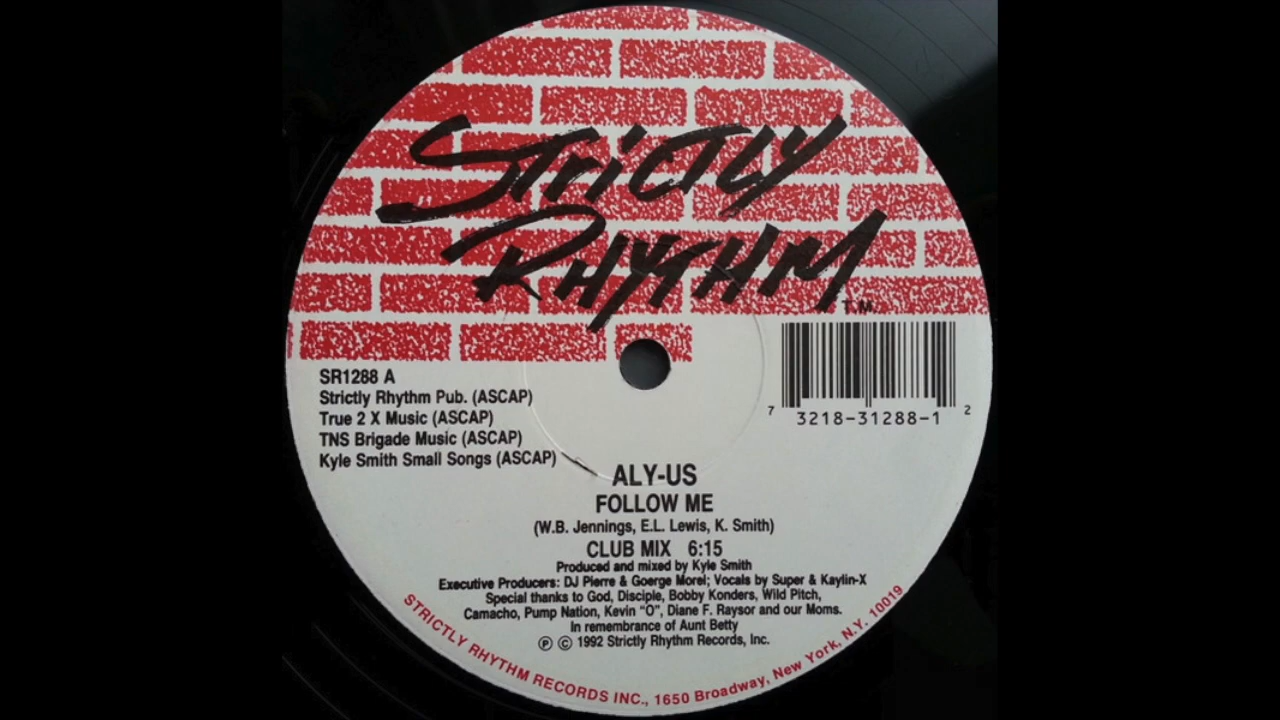 STRICTLY
RHYTHM
TM
SR1288 A
Strictly Rhythm Pub. (ASCAP)
True 2 X Music (ASCAP)
TNS Brigade Music (ASCAP)
Kyle Smith Small Songs (ASCAP)
7 3218-31288-1 2
ALY-US
FOLLOW ME
(W.B. Jennings, E.L. Lewis, K. Smith)
CLUB MIX 6:15
Produced and mixed by Kyle Smith
Executive Producers: DJ Pierre & Goerge Morel; Vocals by Super & Kaylin-X
Special thanks to God, Disciple, Bobby Konders, Wild Pitch,
Camacho, Pump Nation, Kevin "O", Diane F. Raysor and our Moms.
In remembrance of Aunt Betty
℗ © 1992 Strictly Rhythm Records, Inc.
STRICTLY RHYTHM RECORDS INC., 1650 Broadway, New York, N.Y. 10019